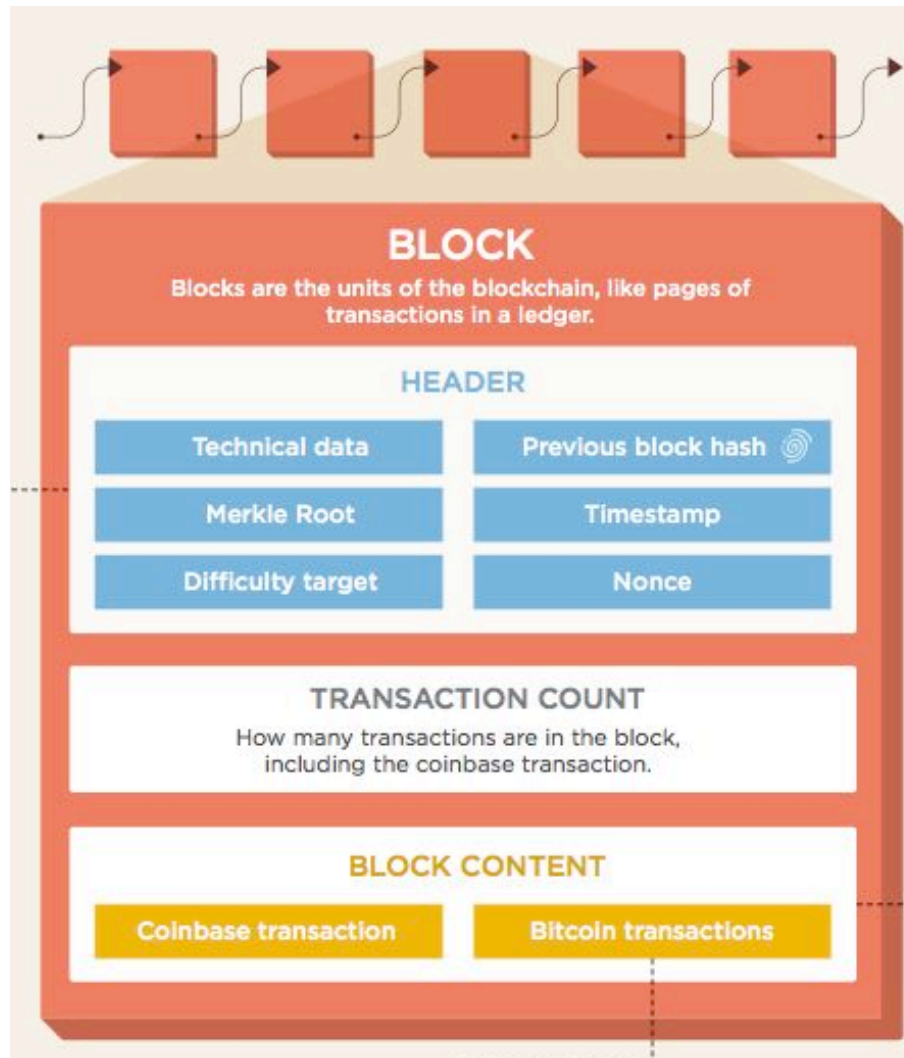 BLOCK
Blocks are the units of the blockchain, like pages of
transactions in a ledger.
HEADER
Technical data
Previous block hash
Merkle Root
Timestamp
Difficulty target
Nonce
TRANSACTION COUNT
How many transactions are in the block,
including the coinbase transaction.
BLOCK CONTENT
Coinbase transaction
Bitcoin transactions